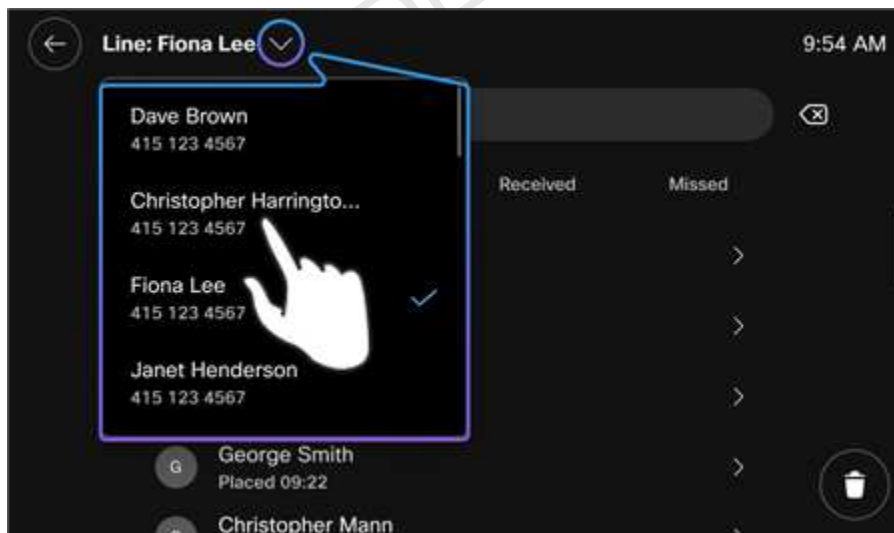 Line: Fiona Lee
9:54 AM
Dave Brown
415 123 4567
Received
Missed
Christopher Harringto...
415 123 4567
Fiona Lee
415 123 4567
Janet Henderson
415 123 4567
G
George Smith
Placed 09:22
Christopher Mann